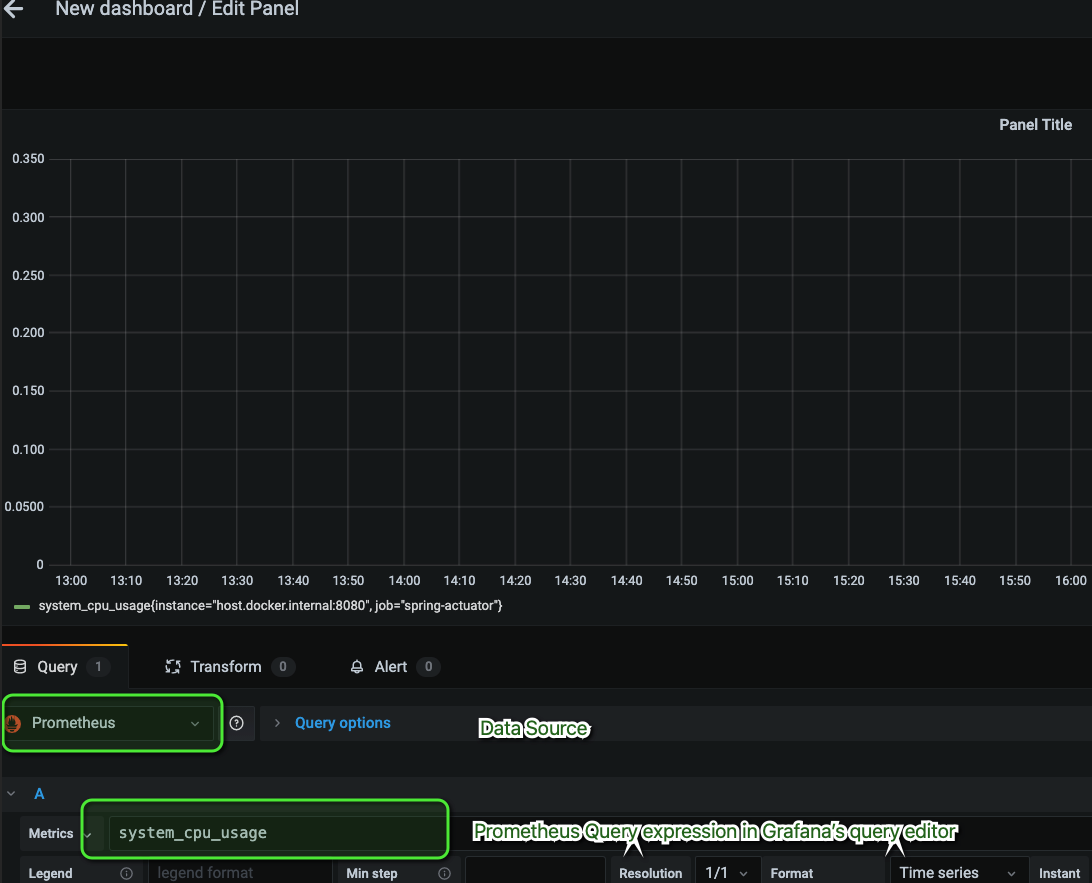 New dashboard / Edit Panel
Panel Title
0.350
0.300
0.250
0.200
0.150
0.100
0.0500
0
13:00 13:10 13:20 13:30 13:40 13:50 14:00 14:10 14:20 14:30 14:40 14:50 15:00 15:10 15:20 15:30 15:40 15:50 16:00
system_cpu_usage{instance="host.docker.internal:8080", job="spring-actuator"}
Query 1 Transform 0 Alert 0
Prometheus ? Query options Data Source
A
Metrics system_cpu_usage Prometheus Query expression in Grafana's query editor
Legend legend format Min step Resolution 1/1 Format Time series Instant